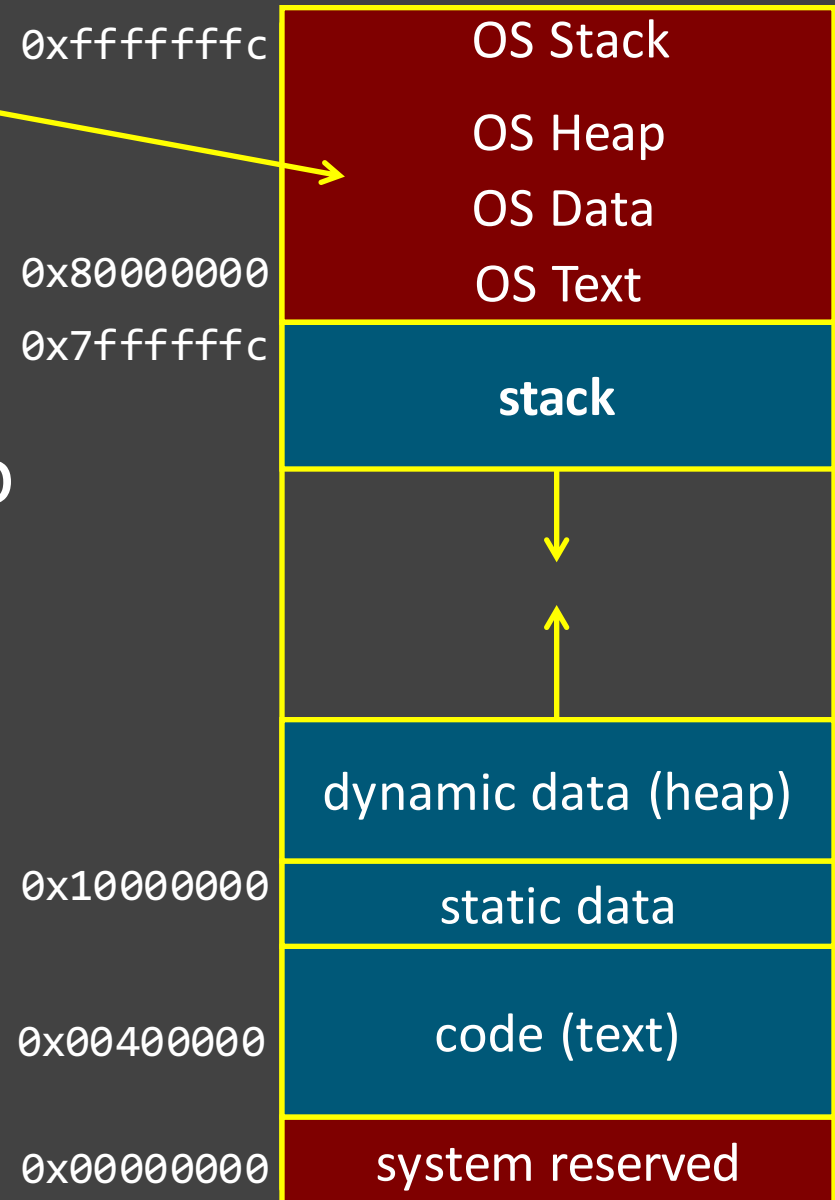 0xfffffffc OS Stack
OS Heap
OS Data
0x80000000 OS Text
0x7ffffffc
stack
dynamic data (heap)
0x10000000
static data
0x00400000 code (text)
0x00000000 system reserved